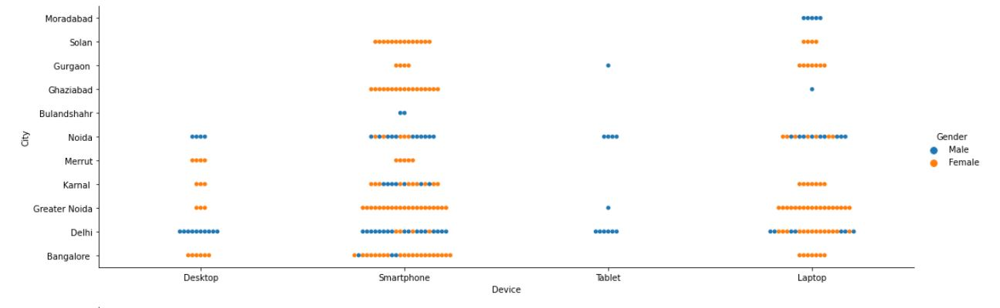 Moradabad
Solan
Gurgaon
Ghaziabad
Bulandshahr
Noida
Merrut
Karnal
Greater Noida
Delhi
Bangalore
City
Desktop Smartphone Tablet Laptop
Device
Gender
Male
Female